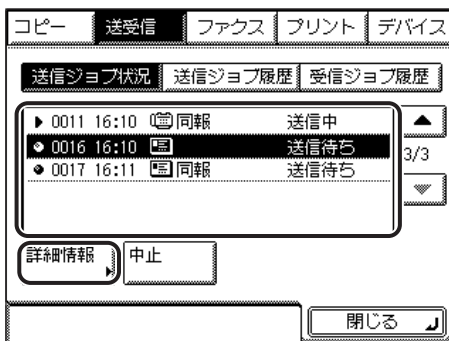 コピー 送受信 ファクス プリント デバイス
送信ジョブ状況 送信ジョブ履歴 受信ジョブ履歴
0011 16:10 同報 送信中
0016 16:10 送信待ち
0017 16:11 同報 送信待ち
3/3
詳細情報 中止
閉じる